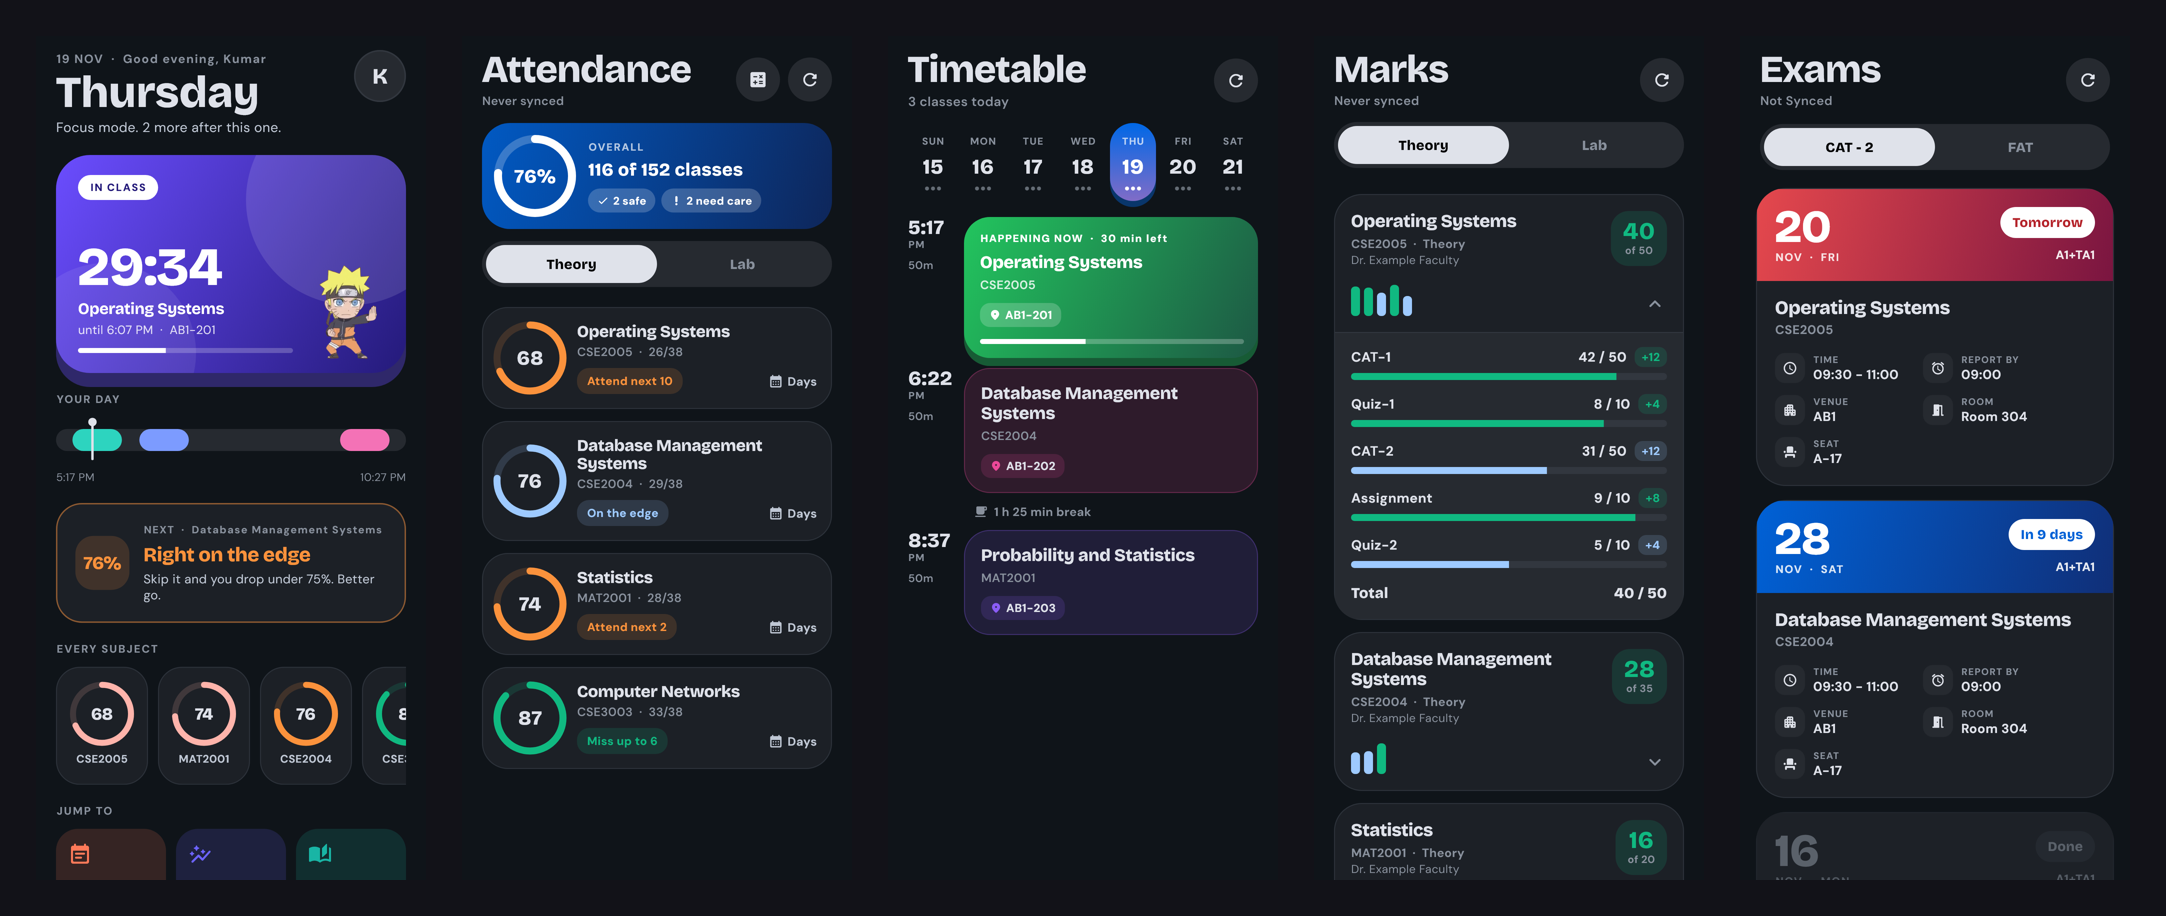 19 NOV · Good evening, Kumar
Thursday
K
Focus mode. 2 more after this one.
IN CLASS
29:34
Operating Systems
until 6:07 PM · AB1-201
YOUR DAY
5:17 PM
10:27 PM
NEXT · Database Management Systems
76%
Right on the edge
Skip it and you drop under 75%. Better
go.
EVERY SUBJECT
68
74
76
CSE2005
MAT2001
CSE2004
JUMP TO
Attendance
Never synced
76%
OVERALL
116 of 152 classes
2 safe
! 2 need care
Theory
Lab
68
Operating Systems
CSE2005 · 26/38
Attend next 10
Days
76
Database Management
Systems
CSE2004 · 29/38
On the edge
Days
74
Statistics
MAT2001 · 28/38
Attend next 2
Days
87
Computer Networks
CSE3003 · 33/38
Miss up to 6
Days
Timetable
3 classes today
SUN MON TUE WED THU FRI SAT
15 16 17 18 19 20 21
5:17
PM
50m
HAPPENING NOW · 30 min left
Operating Systems
CSE2005
AB1-201
6:22
PM
50m
Database Management
Systems
CSE2004
AB1-202
1 h 25 min break
8:37
PM
50m
Probability and Statistics
MAT2001
AB1-203
Marks
Never synced
Theory
Lab
Operating Systems
CSE2005 · Theory
Dr. Example Faculty
40
of 50
CAT-1 42 / 50 +12
Quiz-1 8 / 10 +4
CAT-2 31 / 50 +12
Assignment 9 / 10 +8
Quiz-2 5 / 10 +4
Total 40 / 50
Database Management
Systems
CSE2004 · Theory
Dr. Example Faculty
28
of 35
Statistics
MAT2001 · Theory
Dr. Example Faculty
16
of 20
Exams
Not Synced
CAT - 2
FAT
20
NOV · FRI
Tomorrow
A1+TA1
Operating Systems
CSE2005
TIME
09:30 - 11:00
REPORT BY
09:00
VENUE
AB1
ROOM
Room 304
SEAT
A-17
28
NOV · SAT
In 9 days
A1+TA1
Database Management Systems
CSE2004
TIME
09:30 - 11:00
REPORT BY
09:00
VENUE
AB1
ROOM
Room 304
SEAT
A-17
16
Done
NOV · MON
A1+TA1